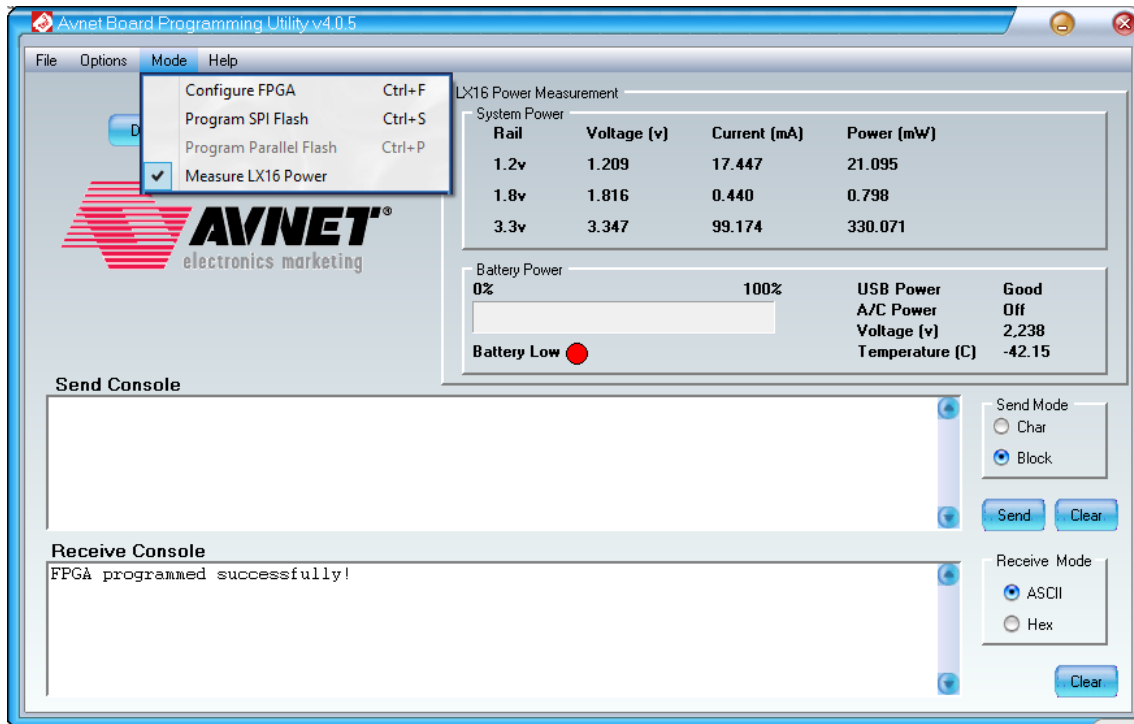 Avnet Board Programming Utility v4.0.5
File Options Mode Help
Configure FPGA Ctrl+F
Program SPI Flash Ctrl+S
Program Parallel Flash Ctrl+P
Measure LX16 Power
D
AVNET®
electronics marketing
LX16 Power Measurement
System Power
Rail Voltage (v) Current (mA) Power (mW)
1.2v 1.209 17.447 21.095
1.8v 1.816 0.440 0.798
3.3v 3.347 99.174 330.071
Battery Power
0% 100%
Battery Low
USB Power Good
A/C Power Off
Voltage (v) 2,238
Temperature (C) -42.15
Send Console
Send Mode
Char
Block
Send Clear
Receive Console
FPGA programmed successfully!
Receive Mode
ASCII
Hex
Clear